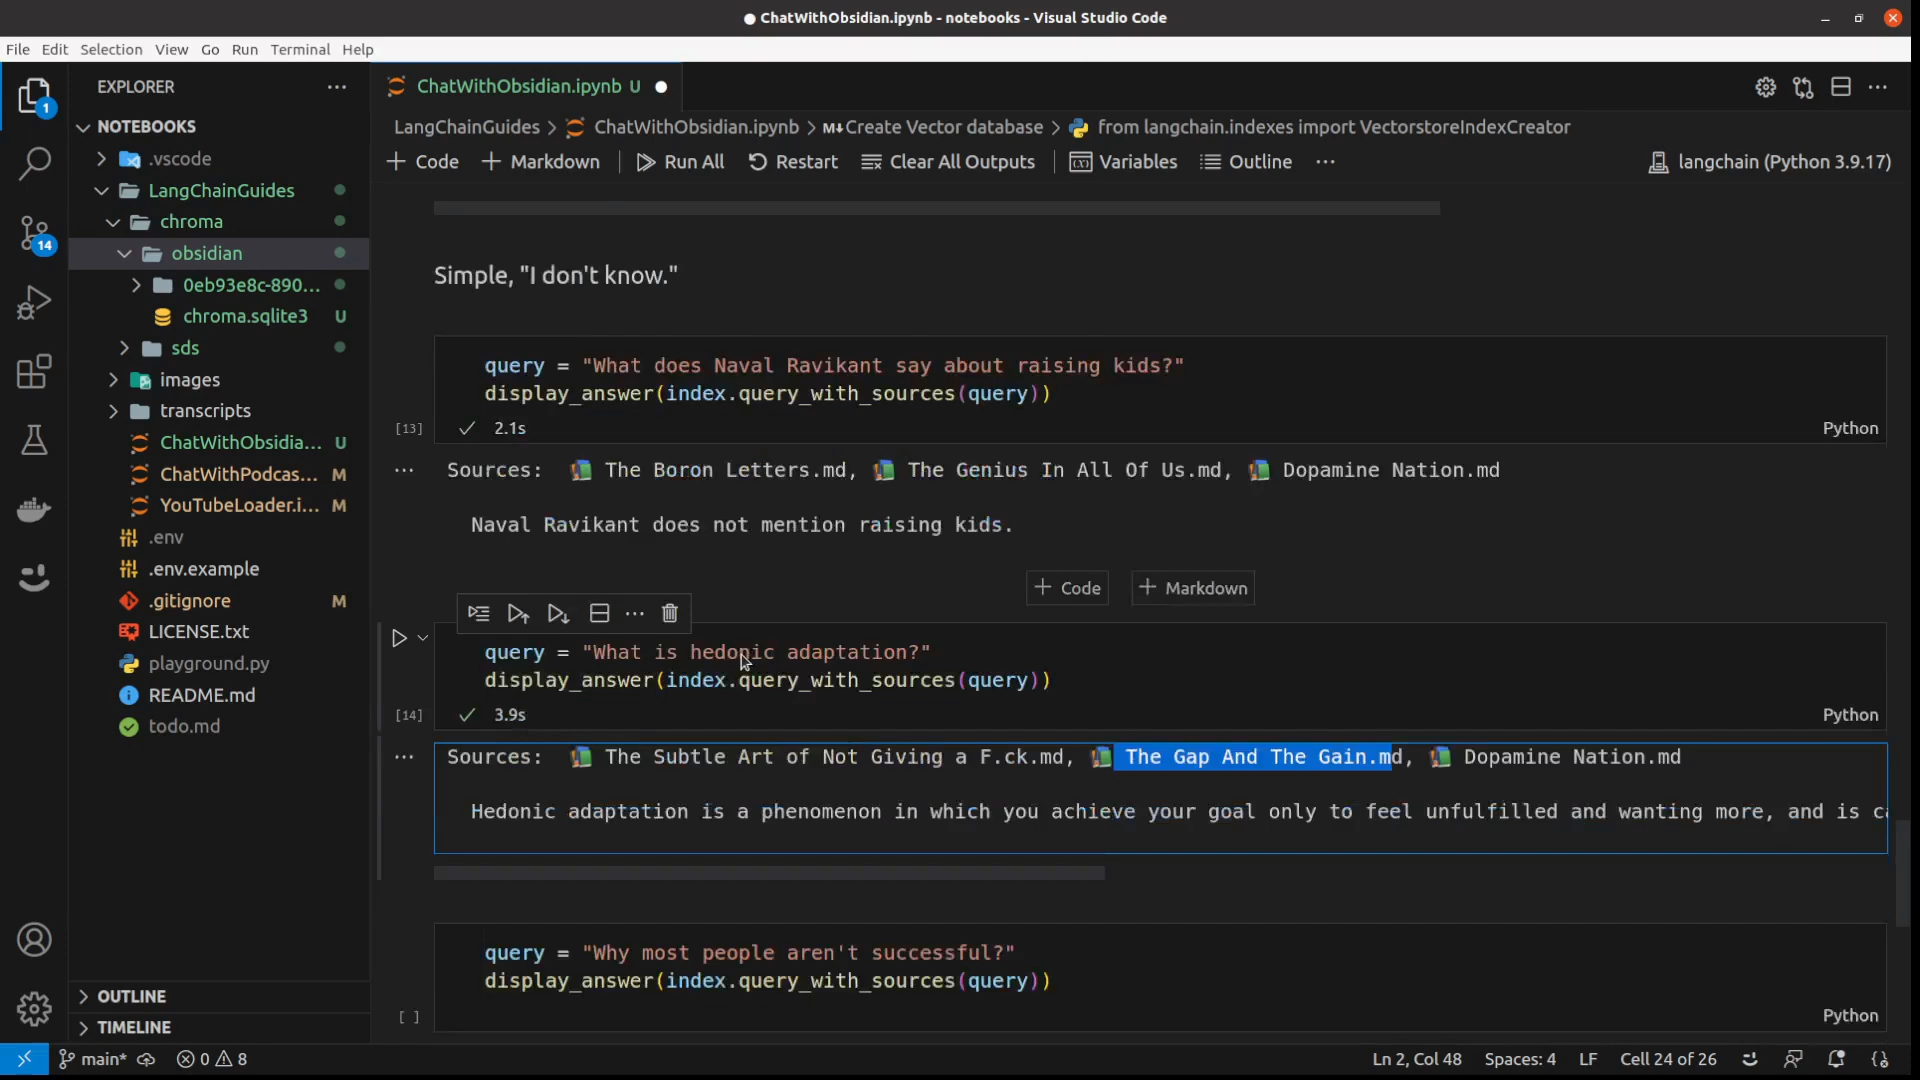 ChatWithObsidian.ipynb - notebooks - Visual Studio Code
File Edit Selection View Go Run Terminal Help
EXPLORER
ChatWithObsidian.ipynb U
NOTEBOOKS
LangChainGuides > ChatWithObsidian.ipynb > M↓Create Vector database > from langchain.indexes import VectorstoreIndexCreator
+ Code + Markdown Run All Restart Clear All Outputs Variables Outline ... langchain (Python 3.9.17)
.vscode
LangChainGuides
chroma
obsidian
0eb93e8c-890...
chroma.sqlite3 U
sds
images
transcripts
ChatWithObsidia... U
ChatWithPodcas... M
YouTubeLoader.i... M
.env
.env.example
.gitignore M
LICENSE.txt
playground.py
README.md
todo.md
OUTLINE
TIMELINE
1
14
Simple, "I don't know."
query = "What does Naval Ravikant say about raising kids?"
display_answer(index.query_with_sources(query))
[13] 2.1s Python
Sources: The Boron Letters.md, The Genius In All Of Us.md, Dopamine Nation.md
Naval Ravikant does not mention raising kids.
+ Code + Markdown
query = "What is hedonic adaptation?"
display_answer(index.query_with_sources(query))
[14] 3.9s Python
Sources: The Subtle Art of Not Giving a F.ck.md, The Gap And The Gain.md, Dopamine Nation.md
Hedonic adaptation is a phenomenon in which you achieve your goal only to feel unfulfilled and wanting more, and is
query = "Why most people aren't successful?"
display_answer(index.query_with_sources(query))
[ ] Python
main* 0 8 Ln 2, Col 48 Spaces: 4 LF Cell 24 of 26